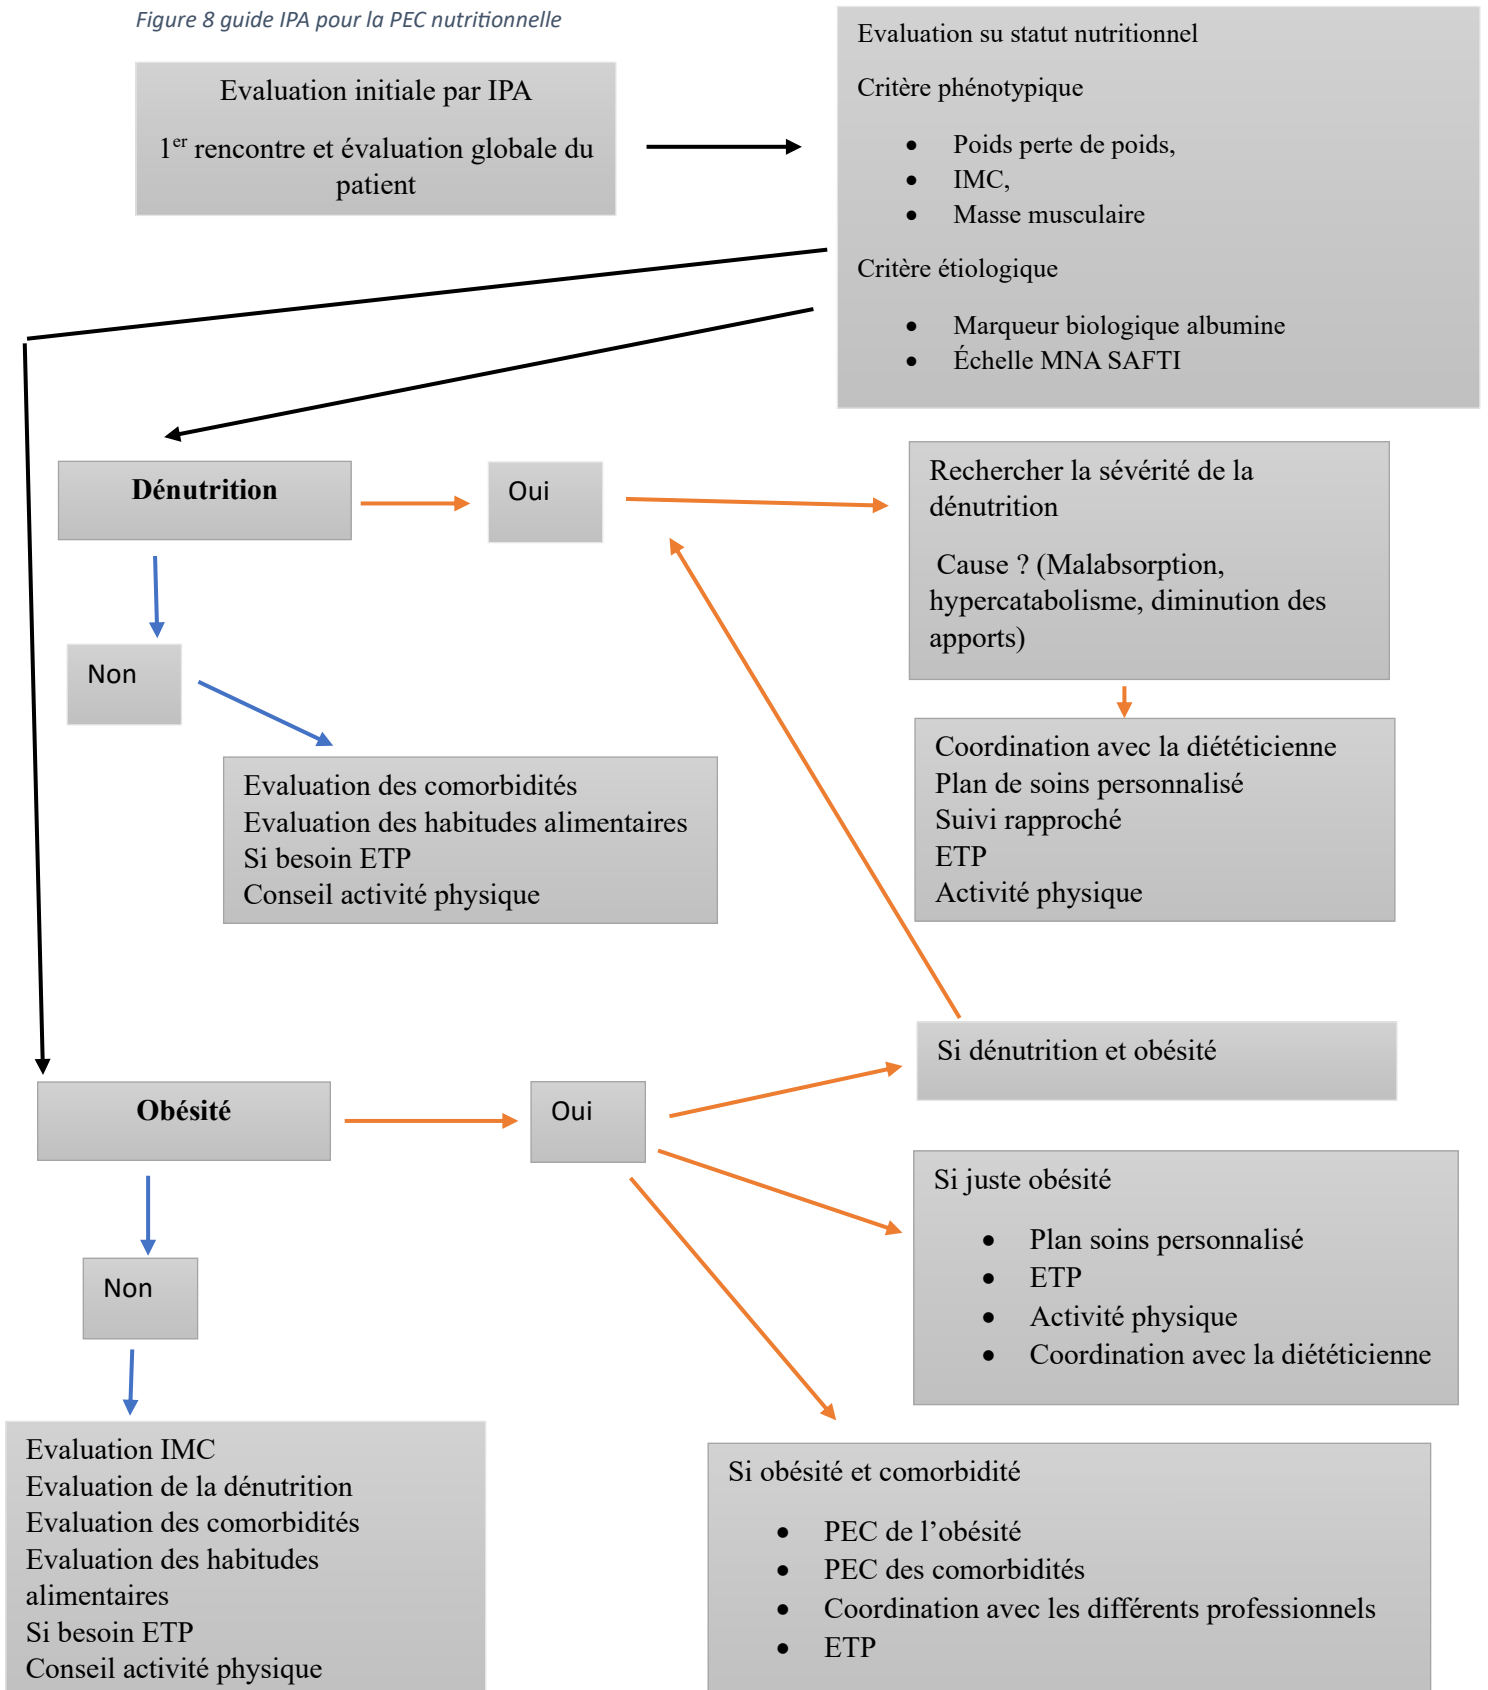 Figure 8 guide IPA pour la PEC nutritionnelle
Evaluation initiale par IPA
1er rencontre et évaluation globale du
patient
Evaluation su statut nutritionnel
Critère phénotypique
• Poids perte de poids,
• IMC,
• Masse musculaire
Critère étiologique
• Marqueur biologique albumine
• Échelle MNA SAFTI
Dénutrition
Oui
Rechercher la sévérité de la
dénutrition
Cause ? (Malabsorption,
hypercatabolisme, diminution des
apports)
Non
Coordination avec la diététicienne
Plan de soins personnalisé
Suivi rapproché
ETP
Activité physique
Evaluation des comorbidités
Evaluation des habitudes alimentaires
Si besoin ETP
Conseil activité physique
Si dénutrition et obésité
Obésité
Oui
Si juste obésité
• Plan soins personnalisé
• ETP
• Activité physique
• Coordination avec la diététicienne
Non
Evaluation IMC
Evaluation de la dénutrition
Evaluation des comorbidités
Evaluation des habitudes
alimentaires
Si besoin ETP
Conseil activité physique
Si obésité et comorbidité
• PEC de l’obésité
• PEC des comorbidités
• Coordination avec les différents professionnels
• ETP